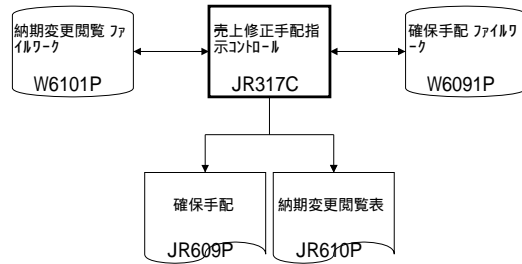 納期変更閲覧 ファ
イルワーク
W6101P
売上修正手配指
示コントロール
JR317C
確保手配 ファイルワ
ーク
W6091P
確保手配
JR609P
納期変更閲覧表
JR610P